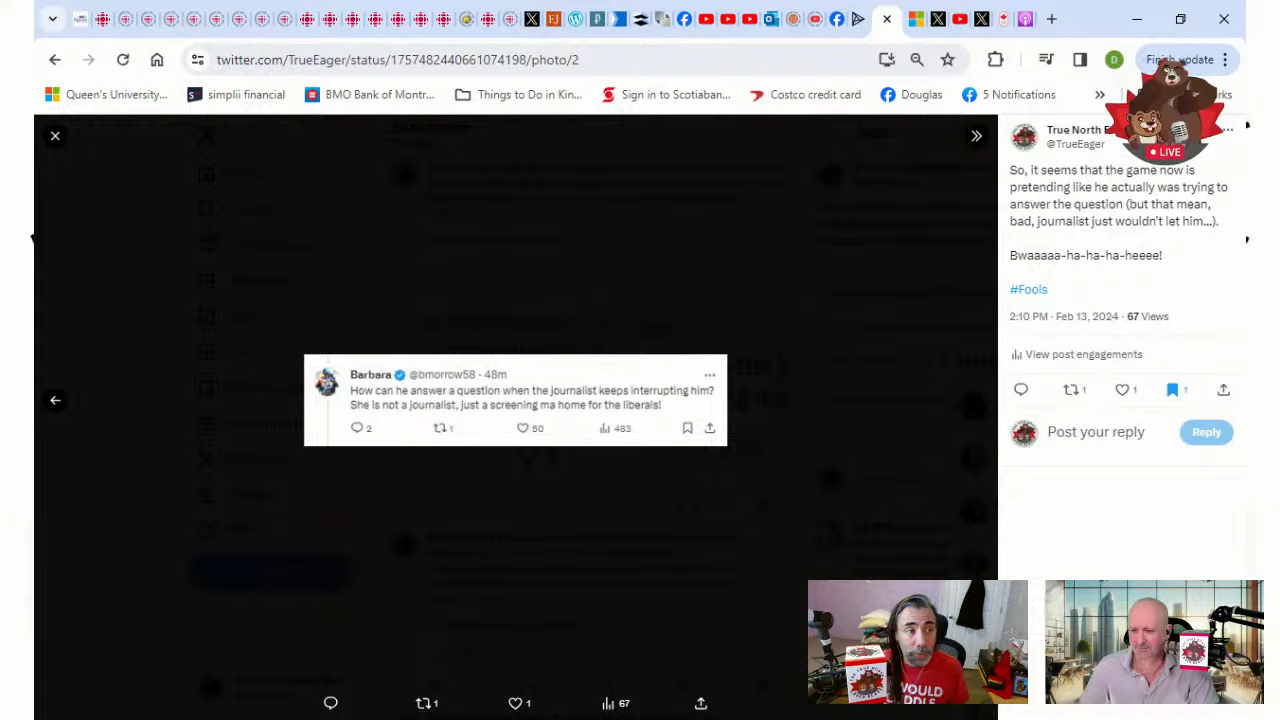 twitter.com/TrueEager/status/1757482440661074198/photo/2
Finish update
Queen's University...
simplii financial
BMO Bank of Montr...
Things to Do in Kin...
Sign in to Scotiaban...
Costco credit card
Douglas
5 Notifications
LIVE
True North
@TrueEager
So, it seems that the game now is
pretending like he actually was trying to
answer the question (but that mean,
bad, journalist just wouldn't let him...).
Bwaaaaa-ha-ha-ha-heeee!
#Fools
2:10 PM · Feb 13, 2024 · 67 Views
View post engagements
1
1
1
Post your reply
Reply
Barbara @bmorrow58 · 48m
How can he answer a question when the journalist keeps interrupting him?
She is not a journalist, just a screening ma home for the liberals!
2
1
50
483
1
1
67
WOULD